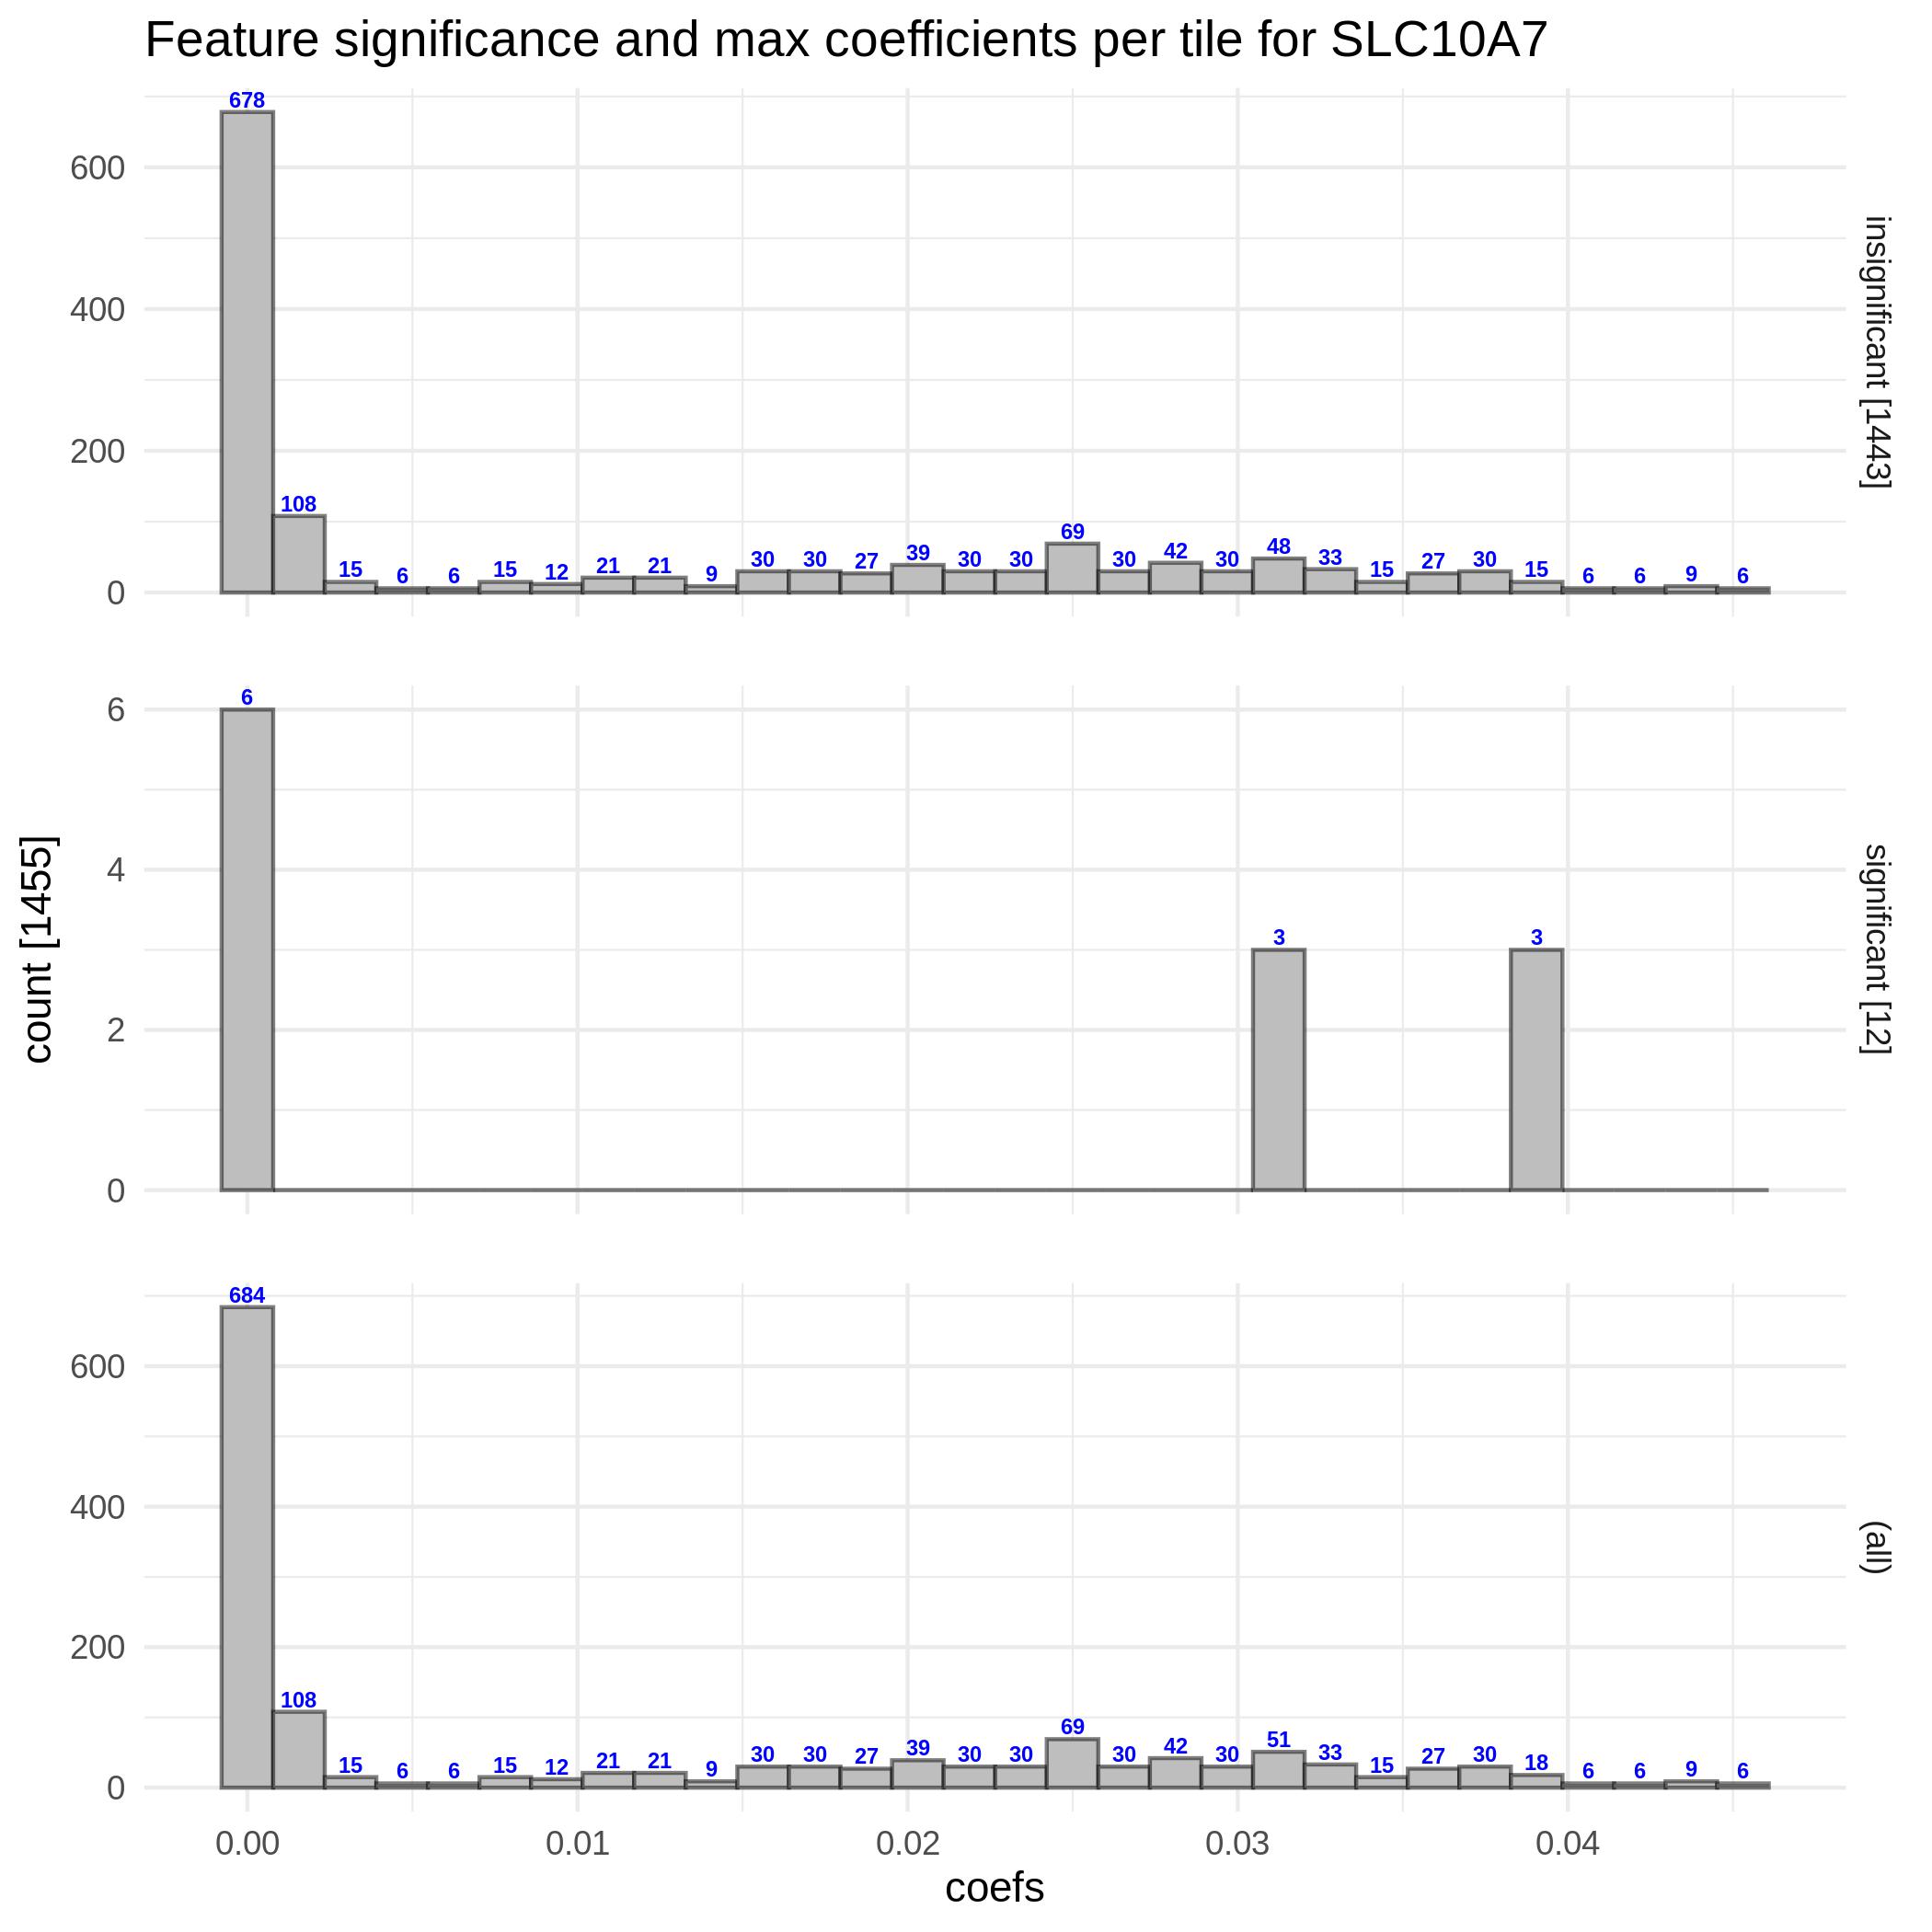 Feature significance and max coefficients per tile for SLC10A7
678
600
400
200
0
108
15 6 6 15 12 21 21 9 30 30 27 39 30 30 69 30 42 30 48 33 15 27 30 15 6 6 9 6
insignificant [1443]
6
6
4
2
0
3
3
significant [12]
count [1455]
684
600
400
200
0
108
15 6 6 15 12 21 21 9 30 30 27 39 30 30 69 30 42 30 51 33 15 27 30 18 6 6 9 6
(all)
0.00 0.01 0.02 0.03 0.04
coefs